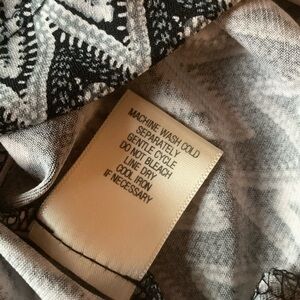 MACHINE WASH COLD
SEPARATELY
GENTLE CYCLE
DO NOT BLEACH
LINE DRY
COOL IRON
IF NECESSARY